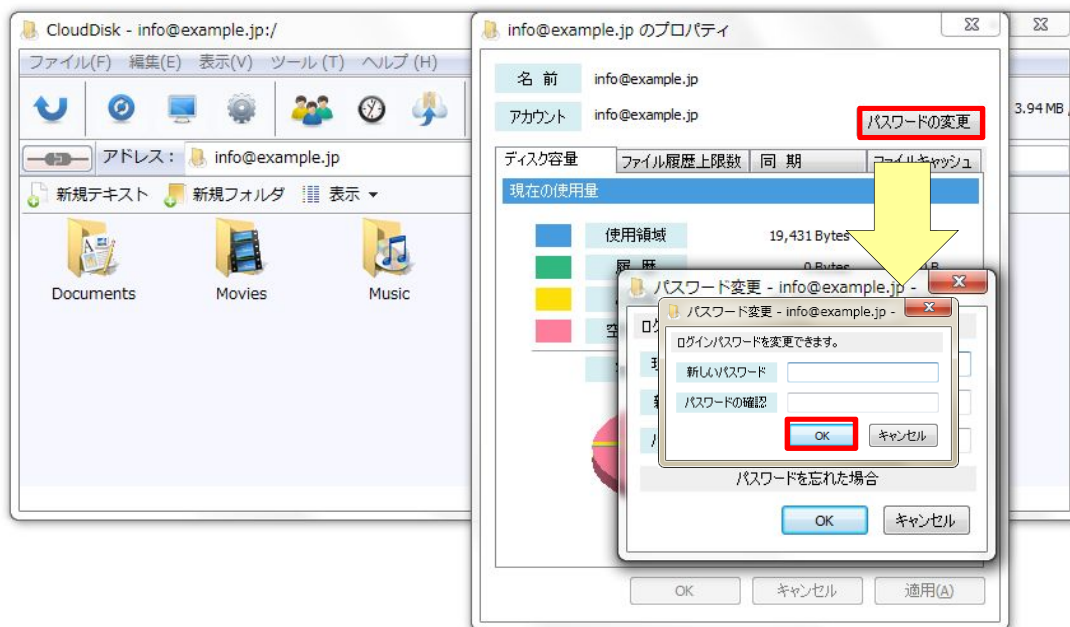 CloudDisk - info@example.jp:/
ファイル(F) 編集(E) 表示(V) ツール (T) ヘルプ (H)
アドレス： info@example.jp
新規テキスト 新規フォルダ 表示
Documents
Movies
Music
info@example.jp のプロパティ
名 前 info@example.jp
アカウント info@example.jp
パスワードの変更
3.94 MB
ディスク容量 ファイル履歴上限数 同 期 ファイルキャッシュ
現在の使用量
使用領域 19,431 Bytes
履 歴 0 Bytes
空
パスワード変更 - info@example.jp -
パスワード変更 - info@example.jp -
ログインパスワードを変更できます。
新しいパスワード
パスワードの確認
OK キャンセル
パスワードを忘れた場合
OK キャンセル
OK キャンセル 適用(A)